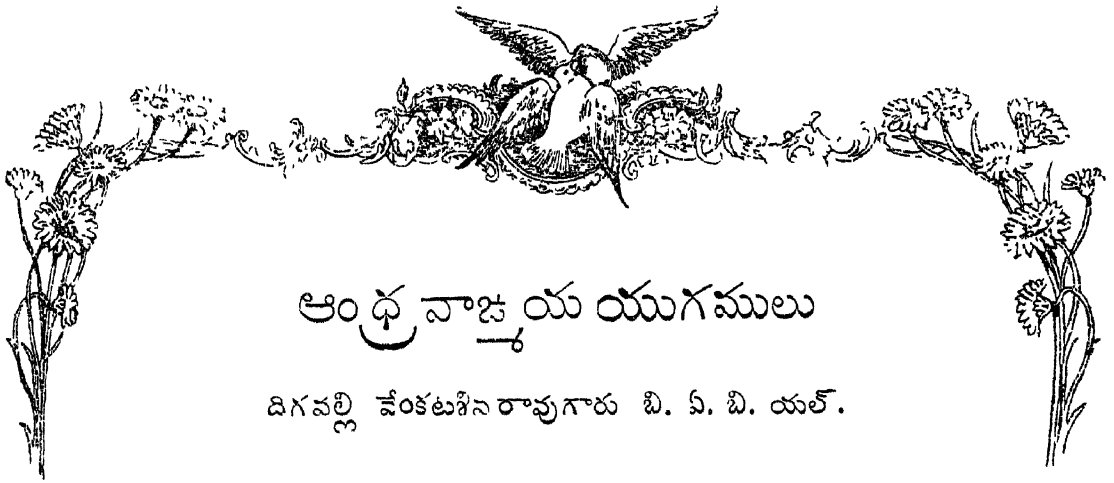 ఆంధ్ర వాఙ్మయ యుగములు
దిగవల్లి వేంకటశివరావుగారు బి. ఏ. బి. యల్.